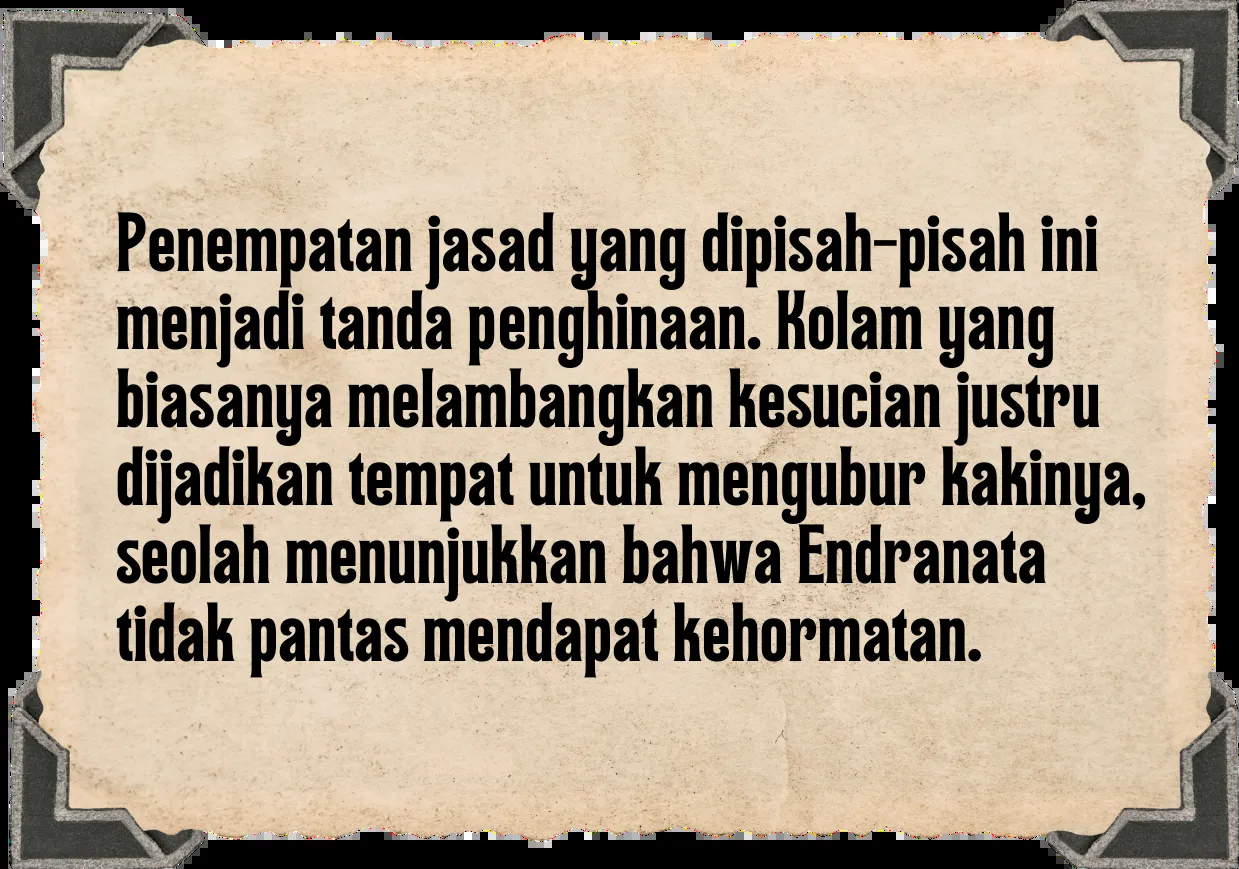 Penempatan jasad yang dipisah-pisah ini
menjadi tanda penghinaan. Kolam yang
biasanya melambangkan kesucian justru
dijadikan tempat untuk mengubur kakinya,
seolah menunjukkan bahwa Endranata
tidak pantas mendapat kehormatan.